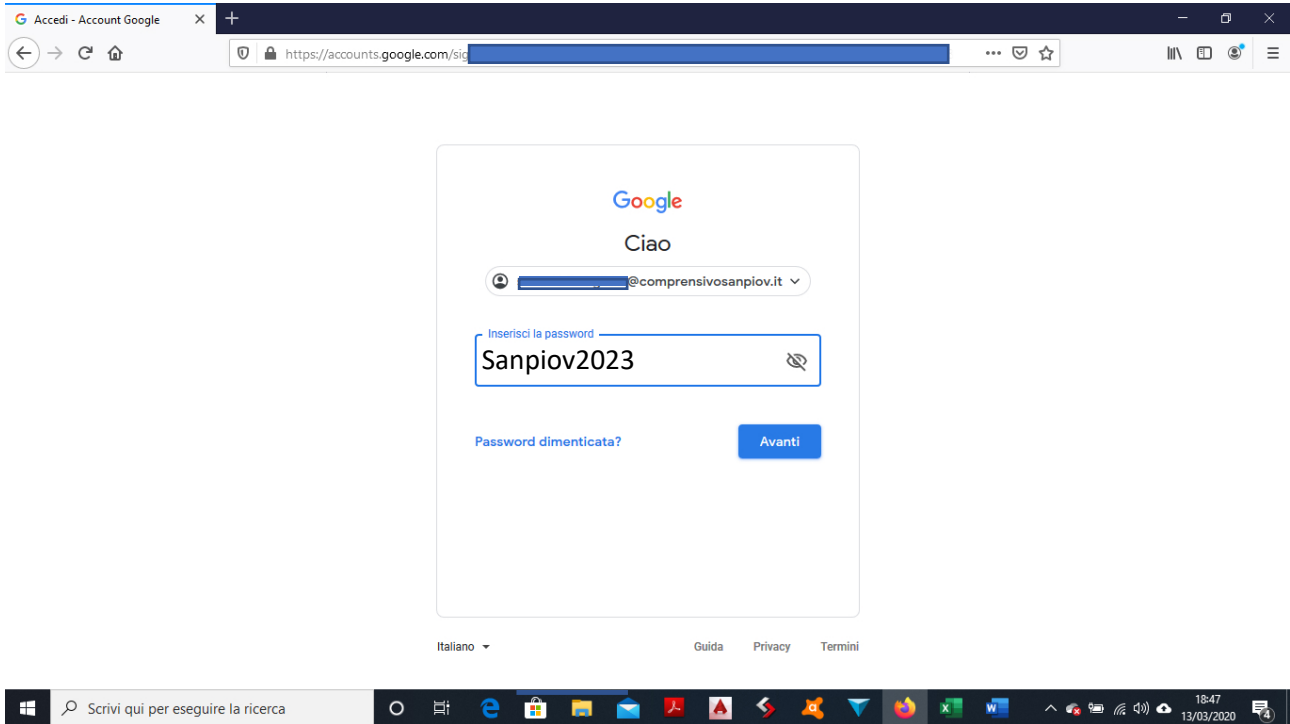 Accedi - Account Google
https://accounts.google.com/sig
Google
Ciao
@comprensivosanpiov.it
Inserisci la password
Sanpiov2023
Password dimenticata?
Avanti
Italiano
Guida Privacy Termini
Scrivi qui per eseguire la ricerca
18:47
13/03/2020
4